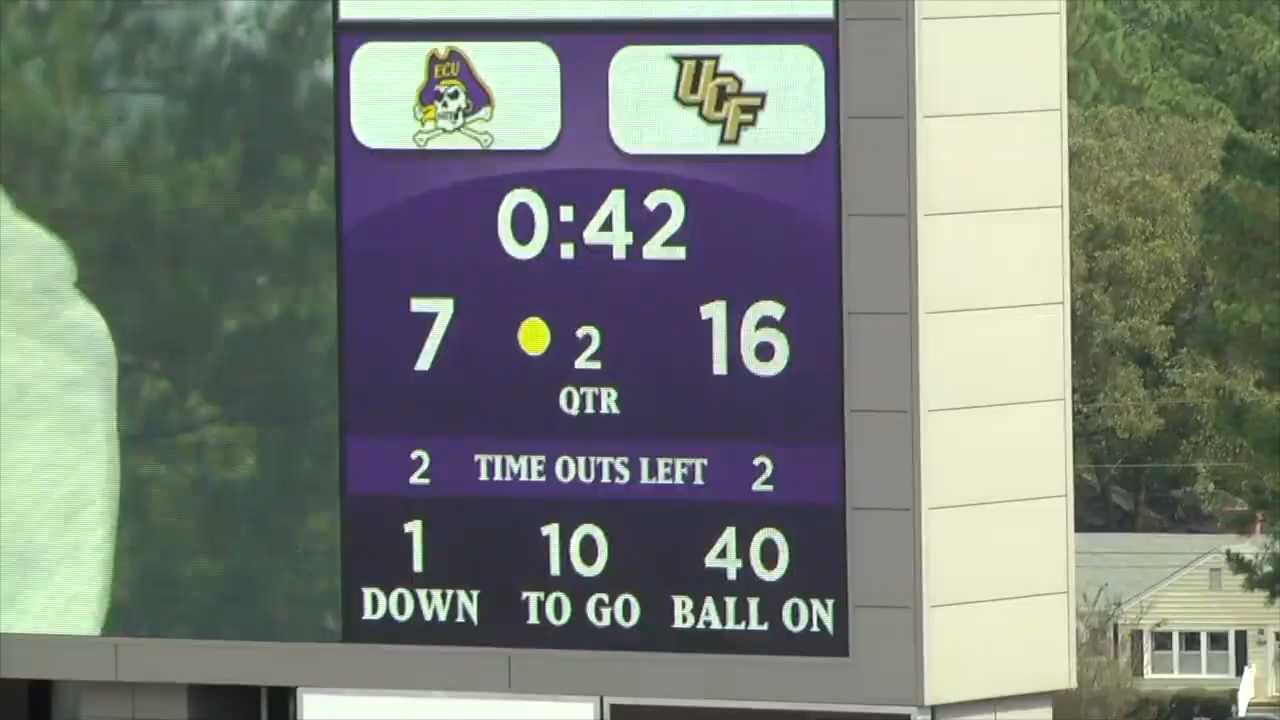 ECU UCF
0:42
7 2 16
QTR
2 TIME OUTS LEFT 2
1 10 40
DOWN TO GO BALL ON